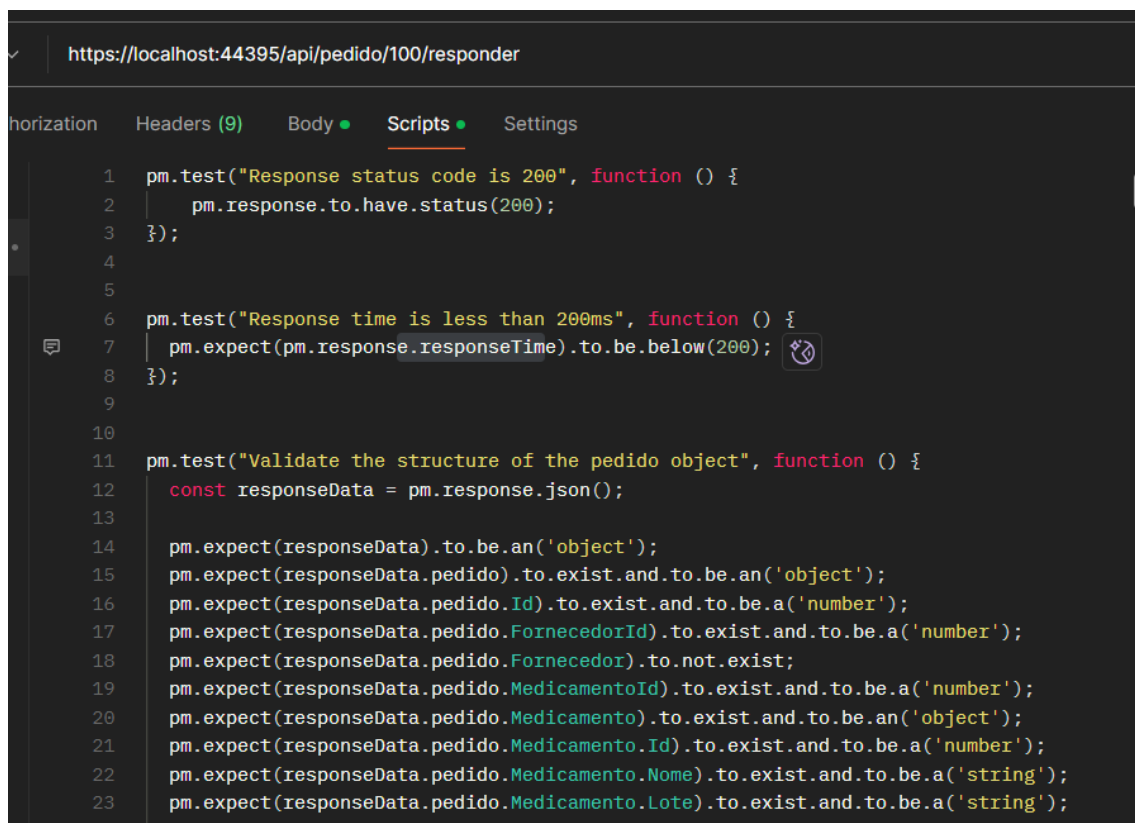 https://localhost:44395/api/pedido/100/responder
horization Headers (9) Body Scripts Settings
1 pm.test("Response status code is 200", function () {
2 pm.response.to.have.status(200);
3 });
4
5
6 pm.test("Response time is less than 200ms", function () {
7 pm.expect(pm.response.responseTime).to.be.below(200);
8 });
9
10
11 pm.test("Validate the structure of the pedido object", function () {
12 const responseData = pm.response.json();
13
14 pm.expect(responseData).to.be.an('object');
15 pm.expect(responseData.pedido).to.exist.and.to.be.an('object');
16 pm.expect(responseData.pedido.Id).to.exist.and.to.be.a('number');
17 pm.expect(responseData.pedido.FornecedorId).to.exist.and.to.be.a('number');
18 pm.expect(responseData.pedido.Fornecedor).to.not.exist;
19 pm.expect(responseData.pedido.MedicamentoId).to.exist.and.to.be.a('number');
20 pm.expect(responseData.pedido.Medicamento).to.exist.and.to.be.an('object');
21 pm.expect(responseData.pedido.Medicamento.Id).to.exist.and.to.be.a('number');
22 pm.expect(responseData.pedido.Medicamento.Nome).to.exist.and.to.be.a('string');
23 pm.expect(responseData.pedido.Medicamento.Lote).to.exist.and.to.be.a('string');